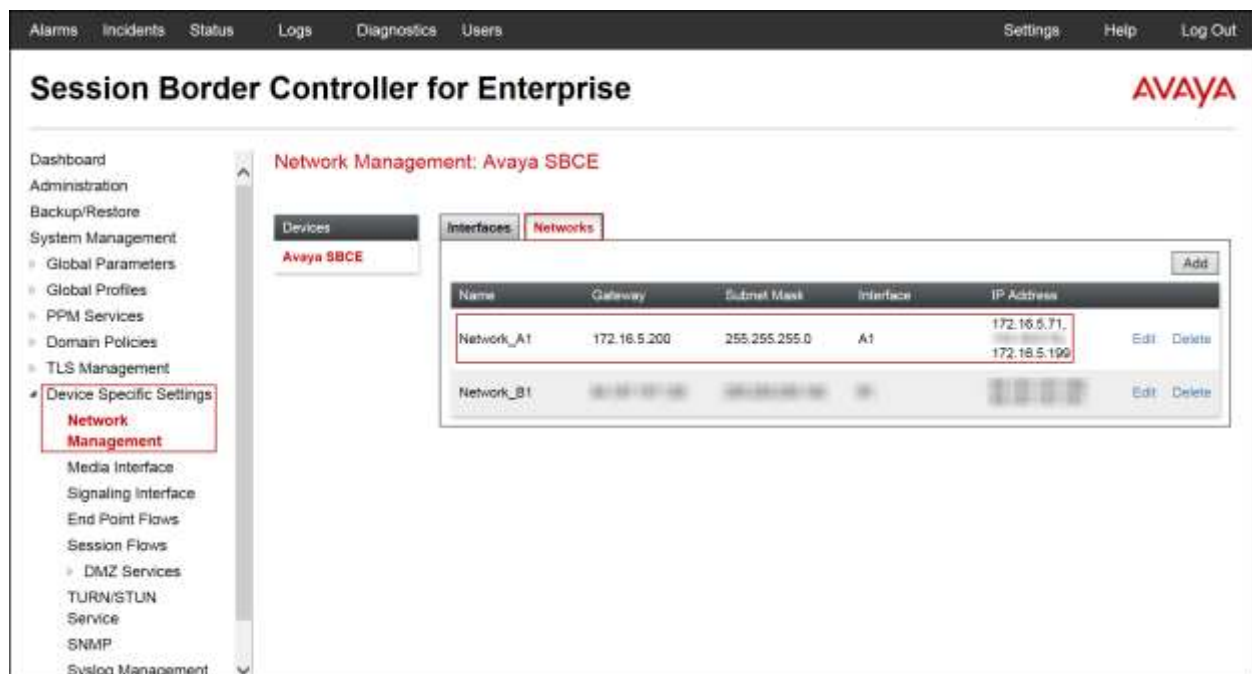 Alarms Incidents Status Logs Diagnostics Users Settings Help Log Out
Session Border Controller for Enterprise
AVAYA
Dashboard
Administration
Backup/Restore
System Management
Global Parameters
Global Profiles
PPM Services
Domain Policies
TLS Management
Device Specific Settings
Network
Management
Media Interface
Signaling Interface
End Point Flows
Session Flows
DMZ Services
TURN/STUN
Service
SNMP
Syslog Management
Network Management: Avaya SBCE
Devices
Avaya SBCE
Interfaces Networks
Add
Name Gateway Subnet Mask Interface IP Address
Network_A1 172.16.5.200 255.255.255.0 A1 172.16.5.71,
172.16.5.199
Edit Delete
Network_B1
Edit Delete